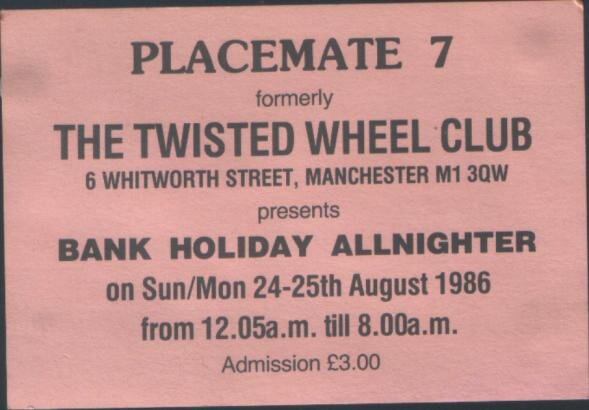 PLACEMATE 7
formerly
THE TWISTED WHEEL CLUB
6 WHITWORTH STREET, MANCHESTER M1 3QW
presents
BANK HOLIDAY ALLNIGHTER
on Sun/Mon 24-25th August 1986
from 12.05a.m. till 8.00a.m.
Admission £3.00